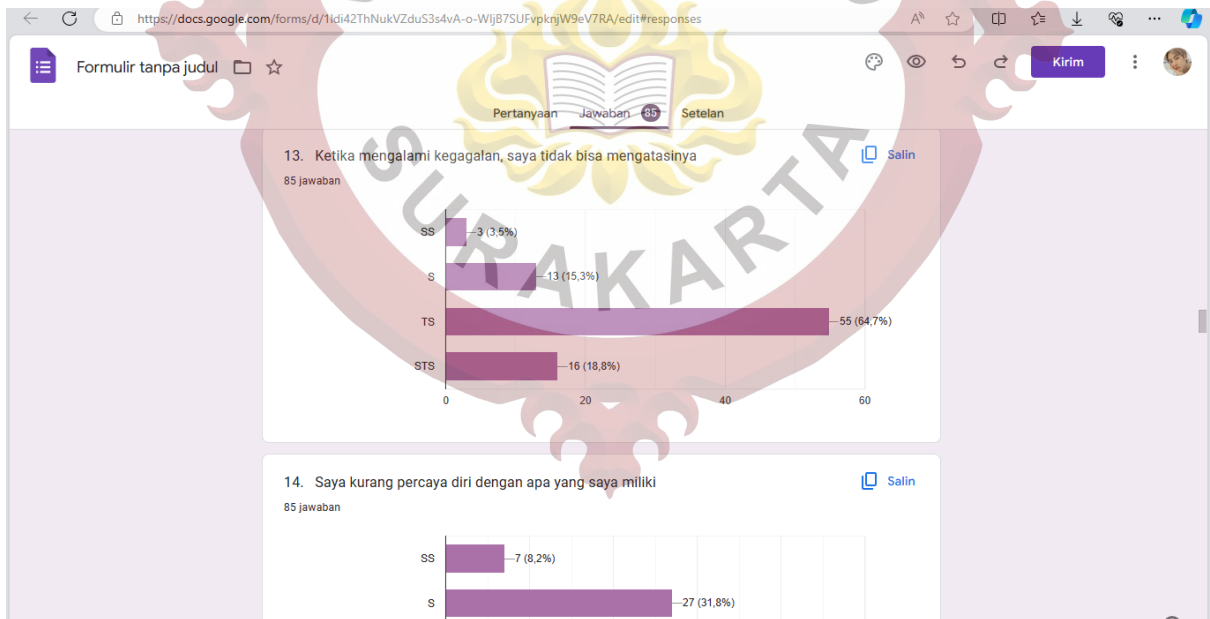 https://docs.google.com/forms/d/1idi42ThNukVZduS3s4vA-o-WIjB7SUFvpknjW9eV7RA/edit#responses
Formulir tanpa judul
Kirim
Pertanyaan Jawaban 85 Setelan
13. Ketika mengalami kegagalan, saya tidak bisa mengatasinya
Salin
85 jawaban
SS 3 (3,5%)
S 13 (15,3%)
TS 55 (64,7%)
STS 16 (18,8%)
0 20 40 60
SURAKARTA
14. Saya kurang percaya diri dengan apa yang saya miliki
Salin
85 jawaban
SS 7 (8,2%)
S 27 (31,8%)